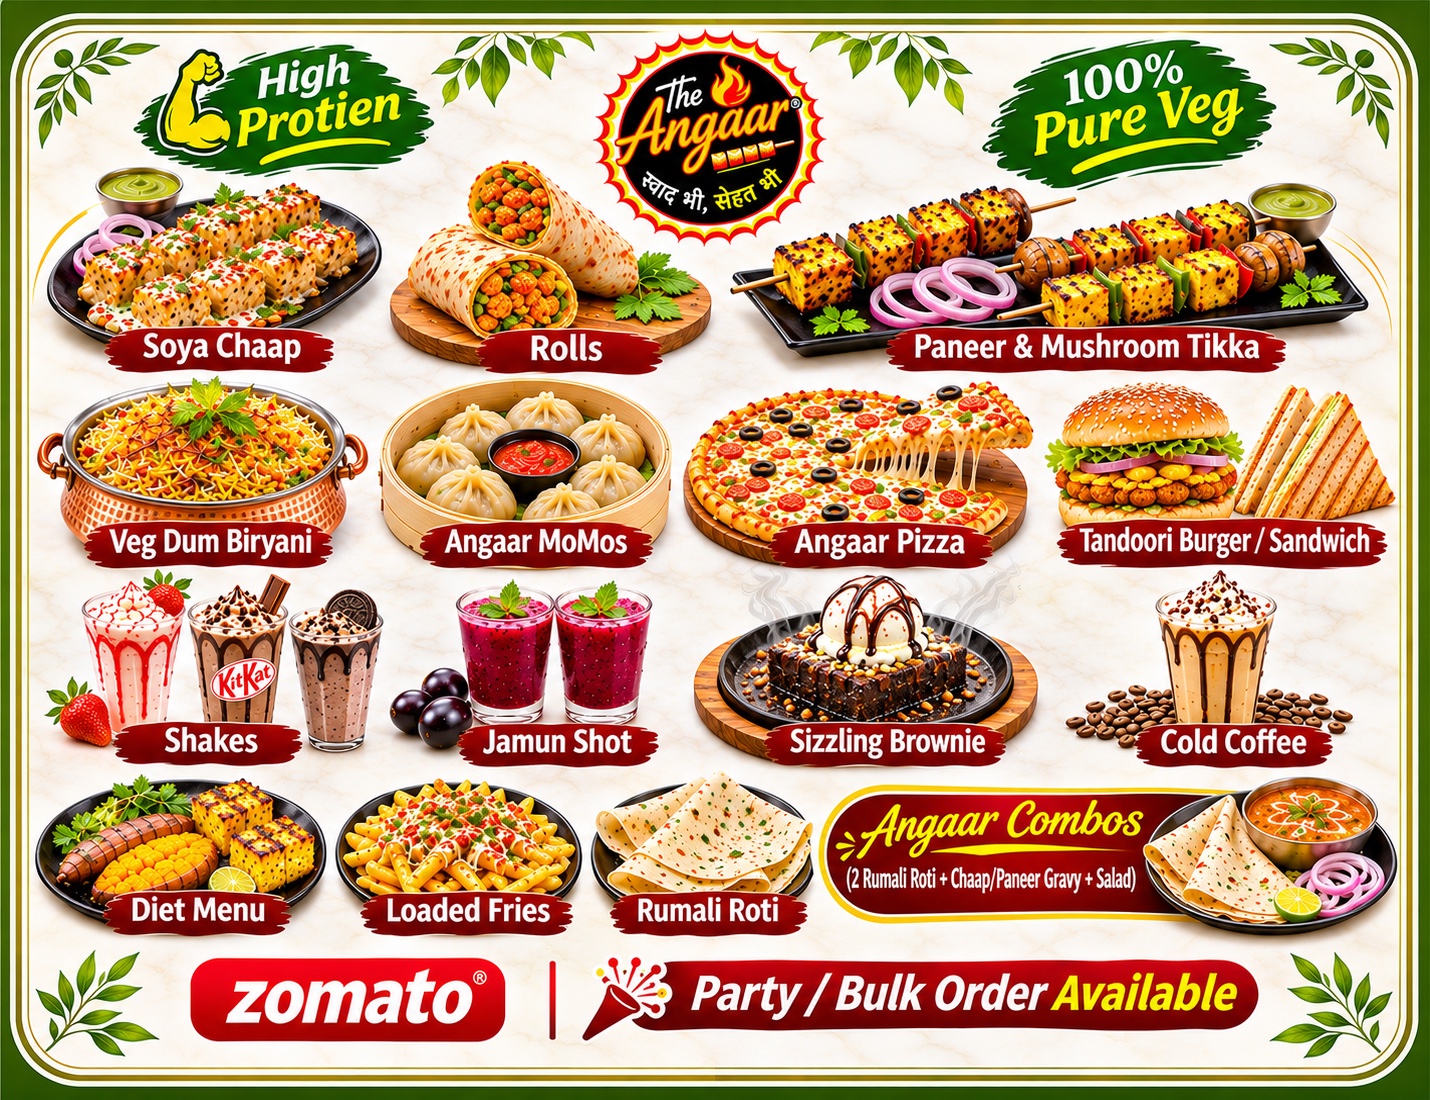 High
Protien
The
Angaar®
स्वाद भी, सेहत भी
100%
Pure Veg
Soya Chaap
Rolls
Paneer & Mushroom Tikka
Veg Dum Biryani
Angaar MoMos
Angaar Pizza
Tandoori Burger / Sandwich
KitKat
Shakes
Jamun Shot
Sizzling Brownie
Cold Coffee
Diet Menu
Loaded Fries
Rumali Roti
Angaar Combos
(2 Rumali Roti + Chaap/Paneer Gravy + Salad)
zomato®
Party / Bulk Order Available